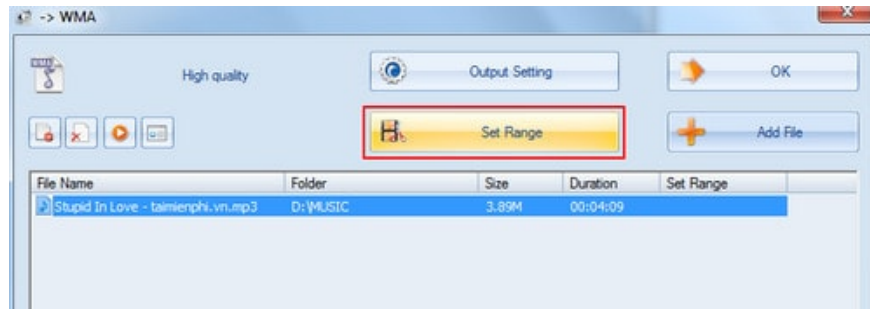 -> WMA
High quality
Output Setting
OK
Set Range
Add File
File Name Folder Size Duration Set Range
Stupid In Love - taimienphi.vn.mp3 D:\MUSIC 3.89M 00:04:09